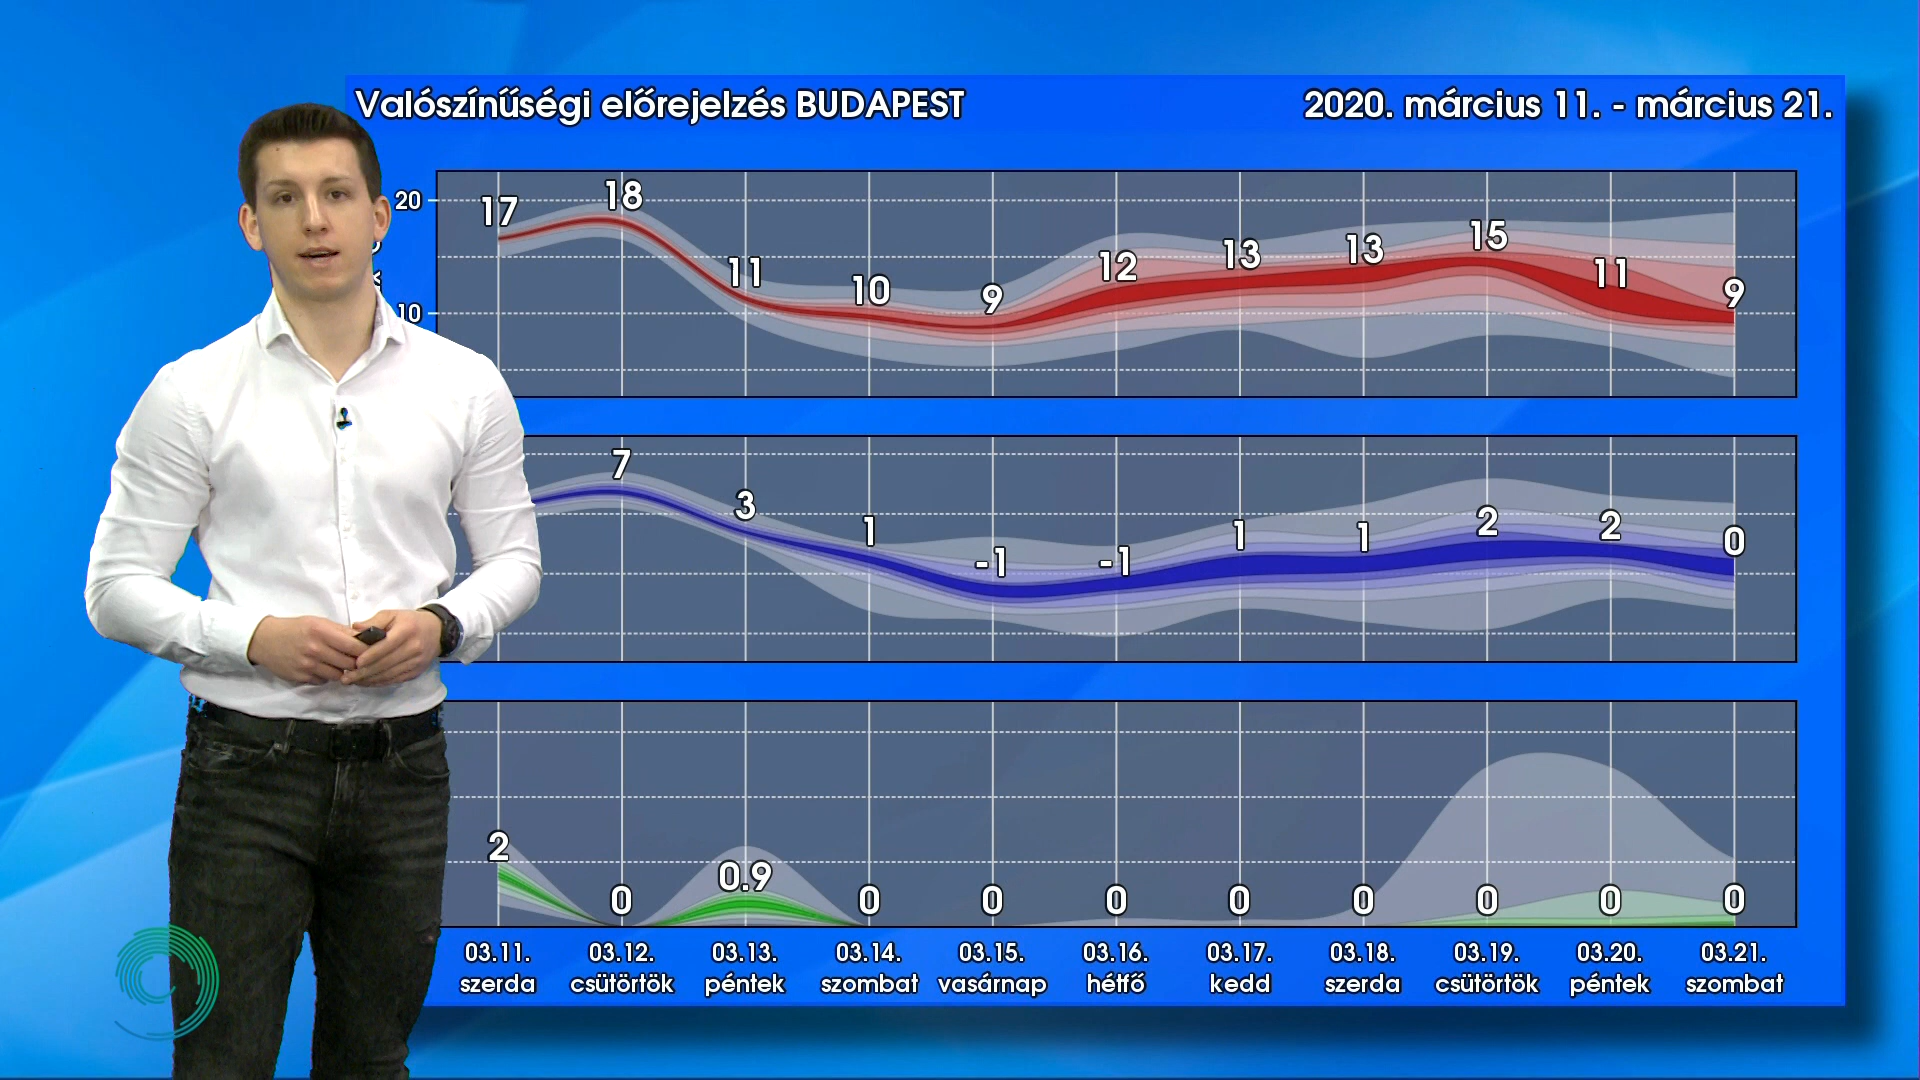 Valószínűségi előrejelzés BUDAPEST
2020. március 11. - március 21.
20
10
17 18 11 10 9 12 13 13 15 11 9
7 3 1 -1 -1 1 1 2 2 0
2 0 0.9 0 0 0 0 0 0 0 0
03.11. 03.12. 03.13. 03.14. 03.15. 03.16. 03.17. 03.18. 03.19. 03.20. 03.21.
szerda csütörtök péntek szombat vasárnap hétfő kedd szerda csütörtök péntek szombat